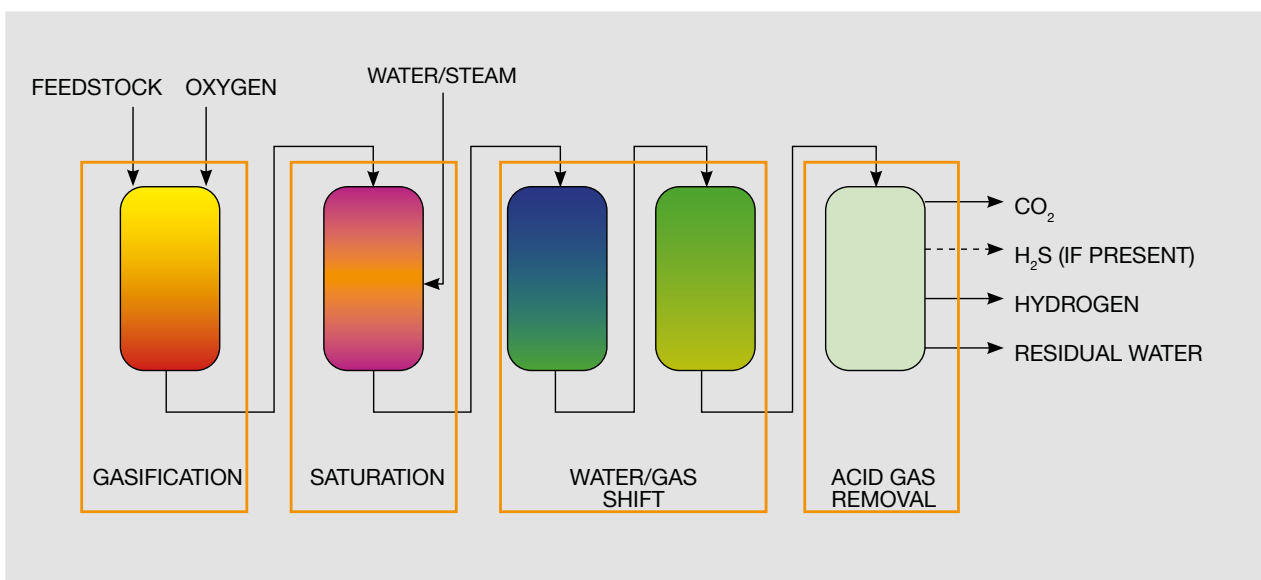 WATER/STEAM
FEEDSTOCK OXYGEN
CO₂
H₂S (IF PRESENT)
HYDROGEN
RESIDUAL WATER
GASIFICATION
SATURATION
WATER/GAS
SHIFT
ACID GAS
REMOVAL